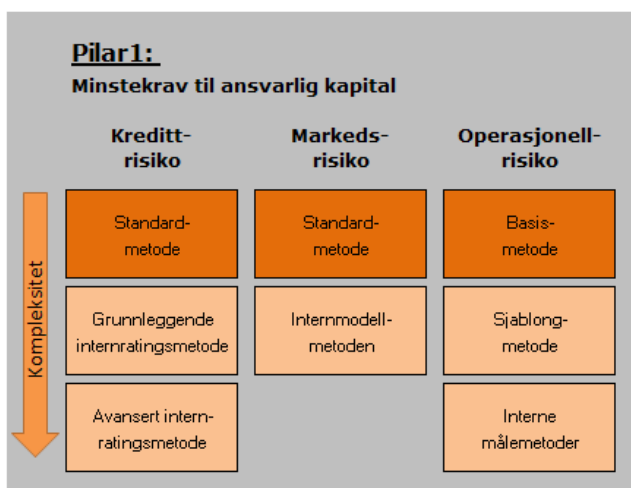 Pilar1:
Minstekrav til ansvarlig kapital
Kreditt-
risiko
Markeds-
risiko
Operasjonell-
risiko
Kompleksitet
Standard-
metode
Standard-
metode
Basis-
metode
Grunnleggende
internratingsmetode
Internmodell-
metoden
Sjablong-
metode
Avansert intern-
ratingsmetode
Interne
målemetoder